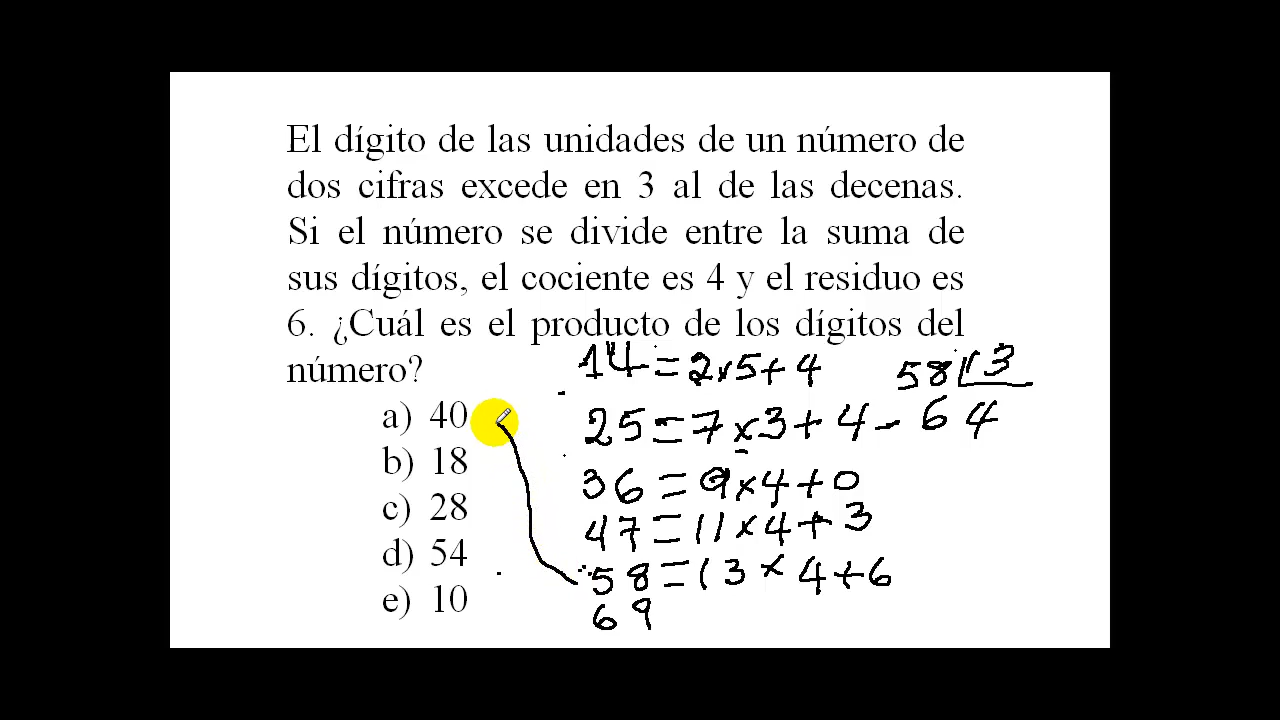 El dígito de las unidades de un número de
dos cifras excede en 3 al de las decenas.
Si el número se divide entre la suma de
sus dígitos, el cociente es 4 y el residuo es
6. ¿Cuál es el producto de los dígitos del
número?
a) 40
b) 18
c) 28
d) 54
e) 10
14 = 2x5+4
25 = 7x3+4-64
36 = 9x4+0
47 = 11x4+3
58 = 13x4+6
69
58 13